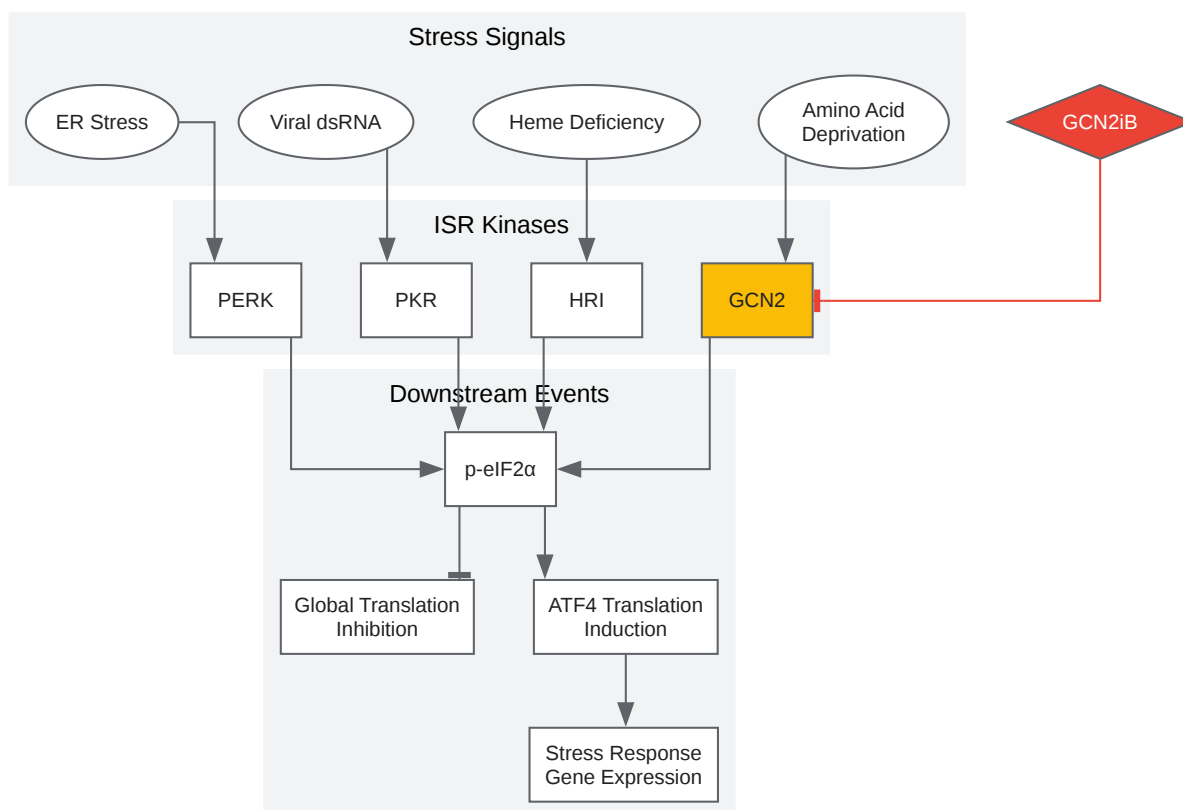 Stress Signals
ER Stress
Viral dsRNA
Heme Deficiency
Amino Acid
Deprivation
GCN2iB
ISR Kinases
PERK
PKR
HRI
GCN2
Downstream Events
p-eIF2α
Global Translation
Inhibition
ATF4 Translation
Induction
Stress Response
Gene Expression